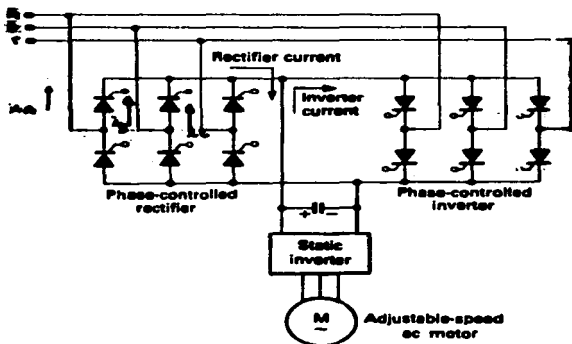 Rectifier current
Inverter
current
Phase-controlled
rectifier
Phase-controlled
inverter
+
−
Static
inverter
M
~
Adjustable-speed
ac motor